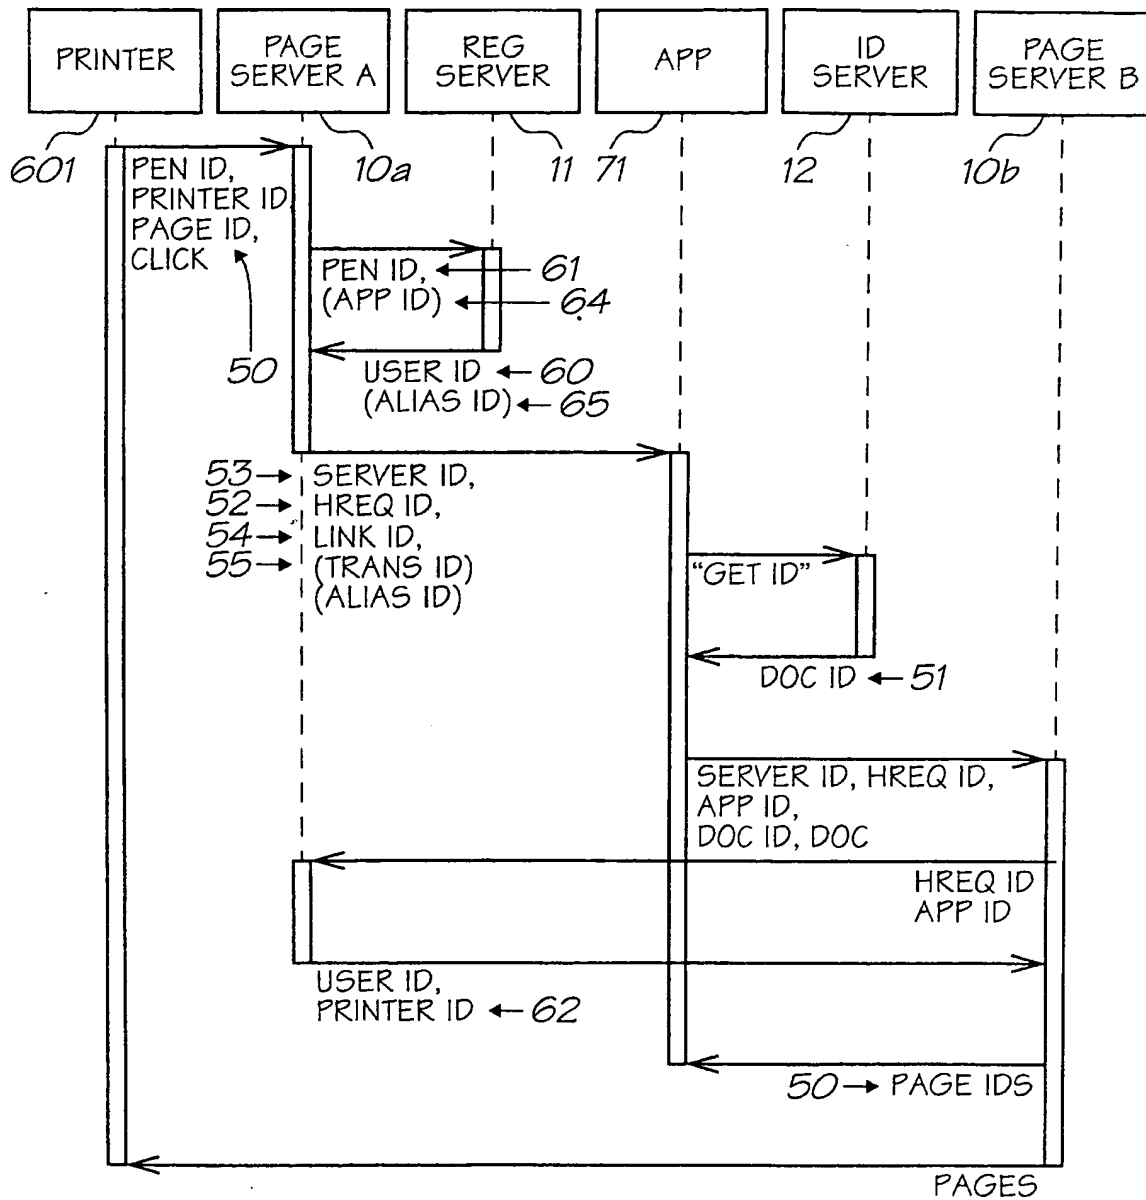 PRINTER
PAGE
SERVER A
REG
SERVER
APP
ID
SERVER
PAGE
SERVER B
601
10a
11
71
12
10b
PEN ID,
PRINTER ID
PAGE ID,
CLICK
50
PEN ID,
61
(APP ID)
64
USER ID
60
(ALIAS ID)
65
53
SERVER ID,
52
HREQ ID,
54
LINK ID,
55
(TRANS ID)
(ALIAS ID)
"GET ID"
DOC ID
51
SERVER ID, HREQ ID,
APP ID,
DOC ID, DOC
HREQ ID
APP ID
USER ID,
PRINTER ID
62
50
PAGE IDS
PAGES